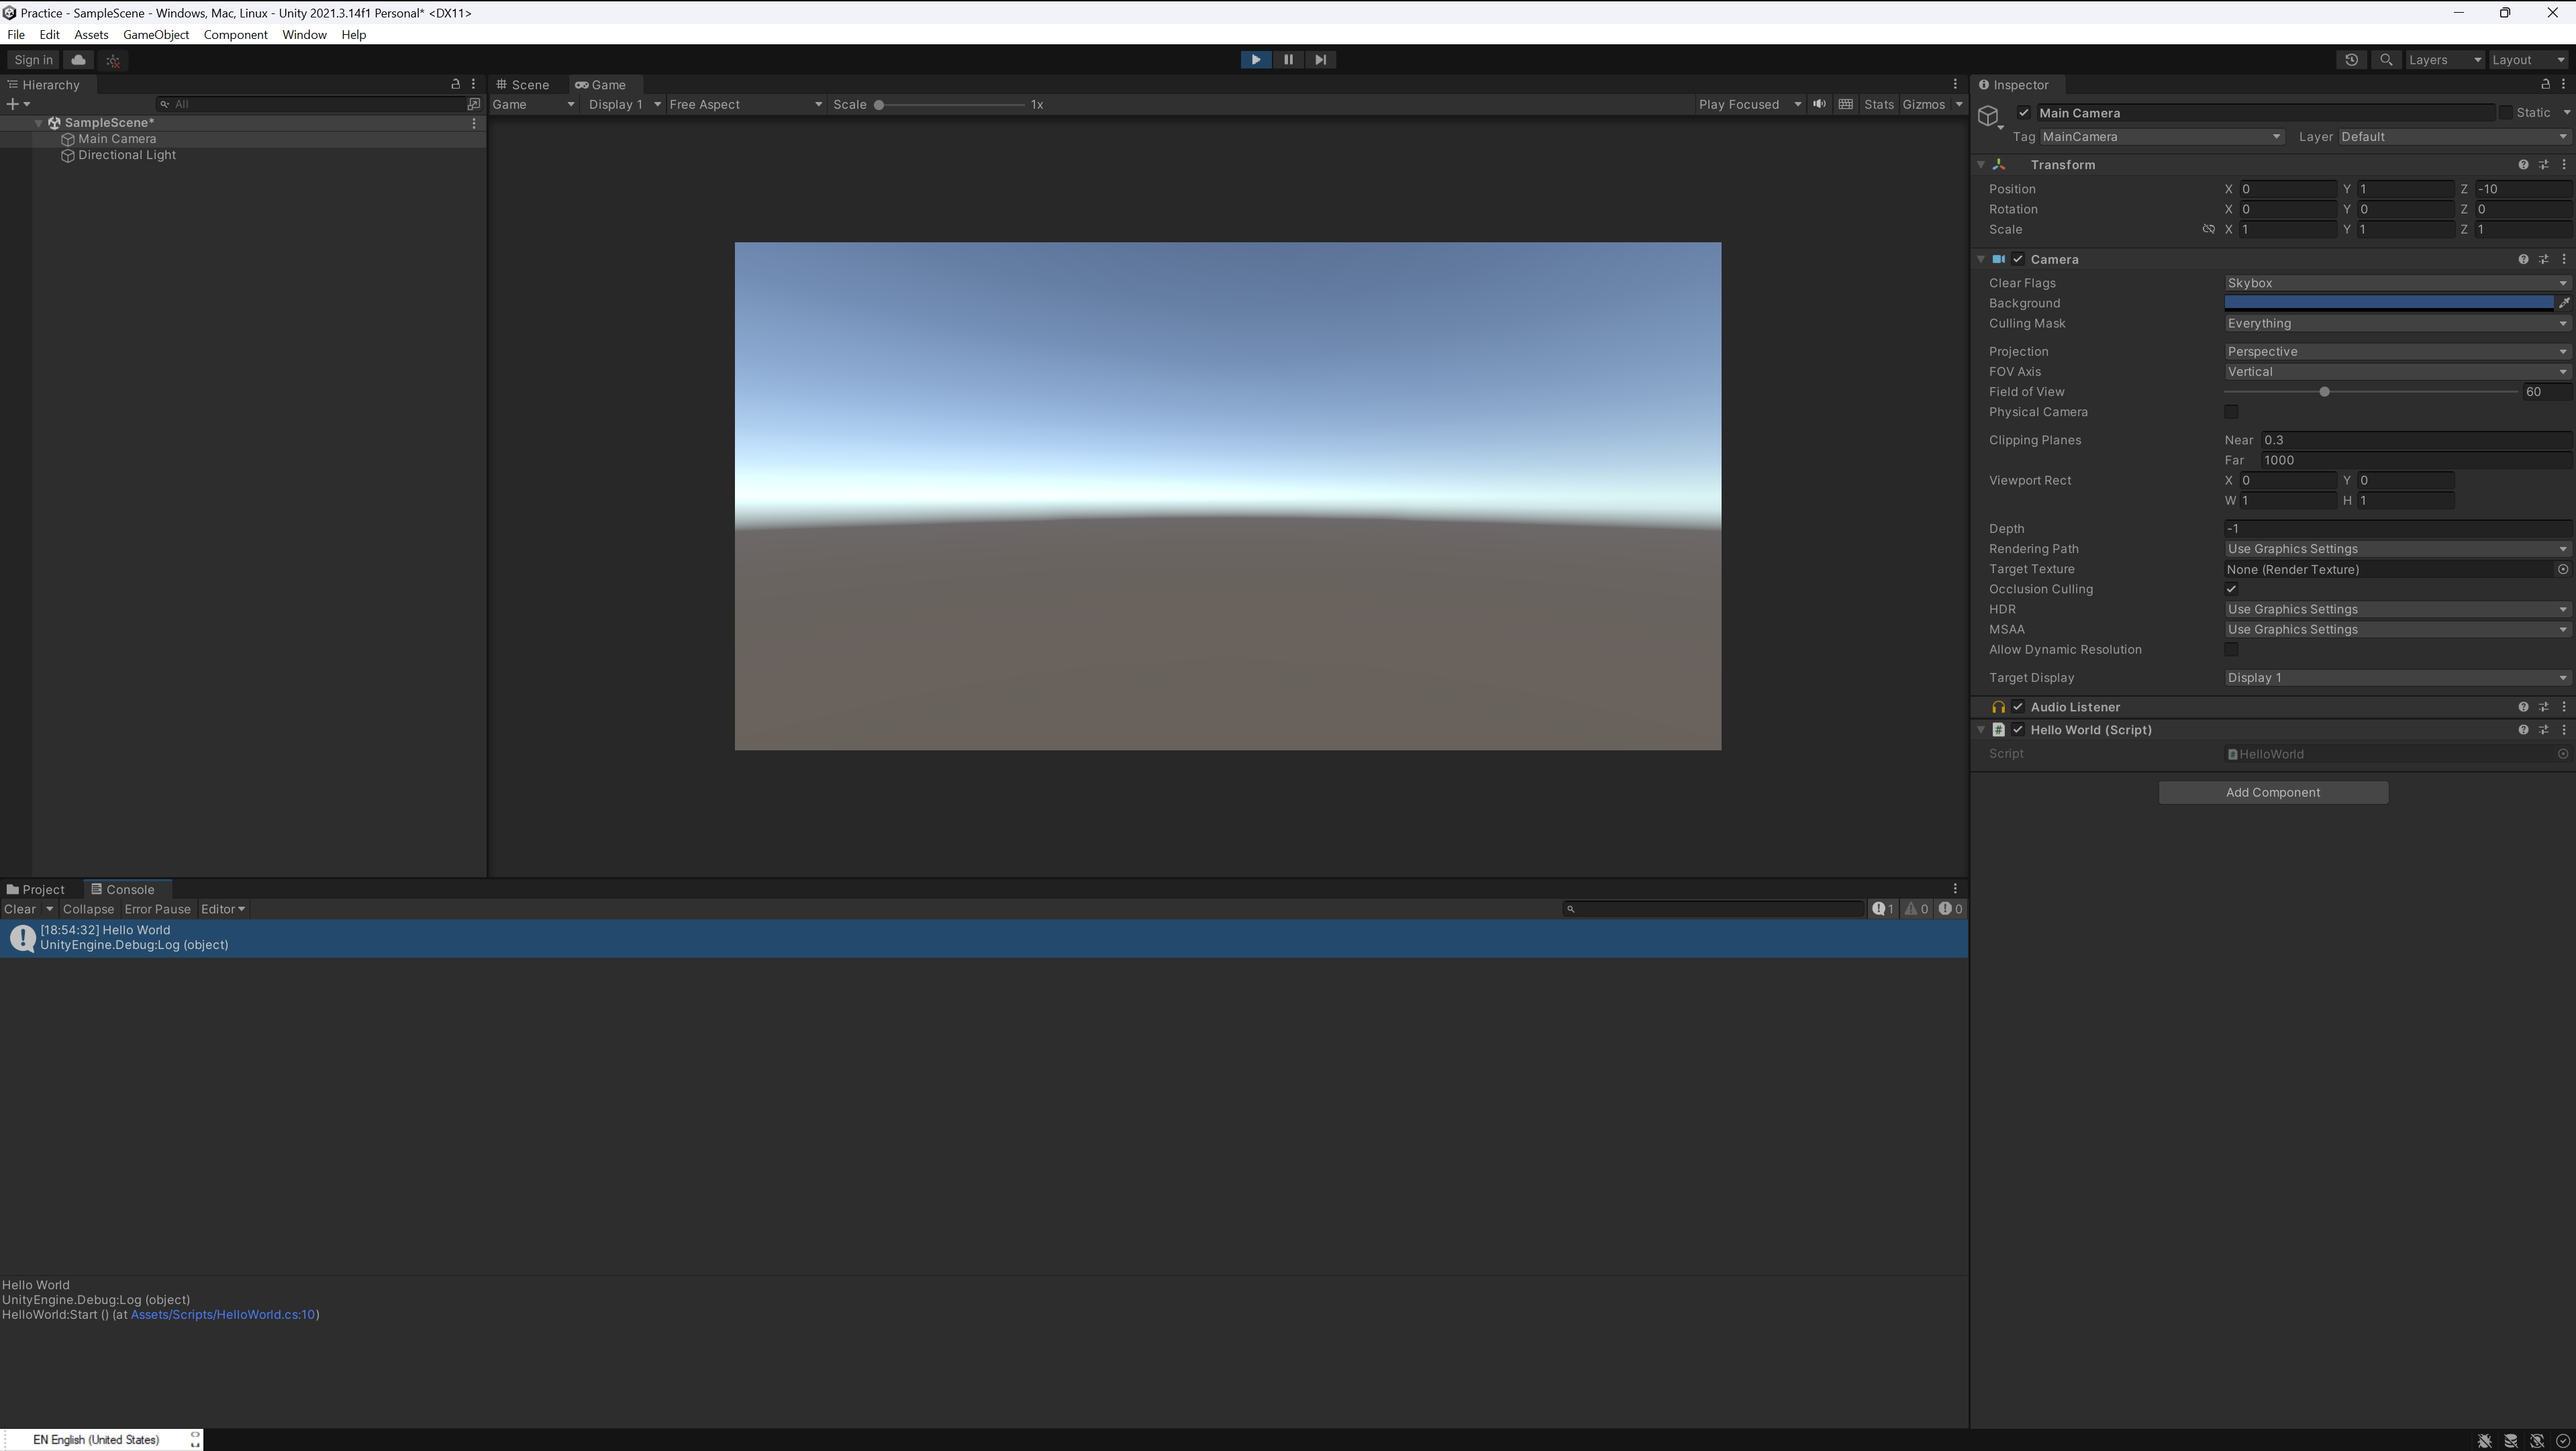 Practice - SampleScene - Windows, Mac, Linux - Unity 2021.3.14f1 Personal* <DX11>
File Edit Assets GameObject Component Window Help
Sign in
Layers Layout
Hierarchy
All
SampleScene*
Main Camera
Directional Light
Scene Game
Game Display 1 Free Aspect Scale 1x Play Focused Stats Gizmos
Inspector
Main Camera Static
Tag MainCamera Layer Default
Transform
Position X 0 Y 1 Z -10
Rotation X 0 Y 0 Z 0
Scale X 1 Y 1 Z 1
Camera
Clear Flags Skybox
Background
Culling Mask Everything
Projection Perspective
FOV Axis Vertical
Field of View 60
Physical Camera
Clipping Planes Near 0.3
Far 1000
Viewport Rect X 0 Y 0
W 1 H 1
Depth -1
Rendering Path Use Graphics Settings
Target Texture None (Render Texture)
Occlusion Culling
HDR Use Graphics Settings
MSAA Use Graphics Settings
Allow Dynamic Resolution
Target Display Display 1
Audio Listener
# Hello World (Script)
Script HelloWorld
Add Component
Project Console
Clear Collapse Error Pause Editor 1 0 0
[18:54:32] Hello World
UnityEngine.Debug:Log (object)
Hello World
UnityEngine.Debug:Log (object)
HelloWorld:Start () (at Assets/Scripts/HelloWorld.cs:10)
EN English (United States)